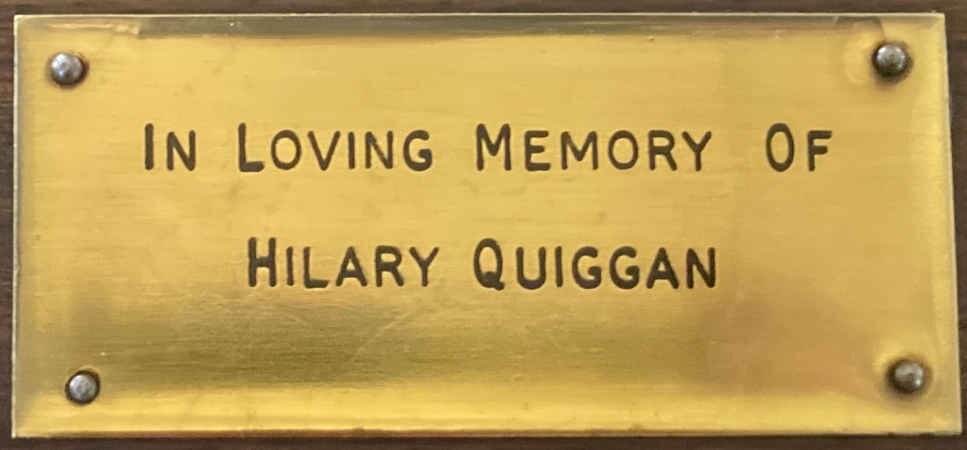 In Loving Memory Of
Hilary Quiggan